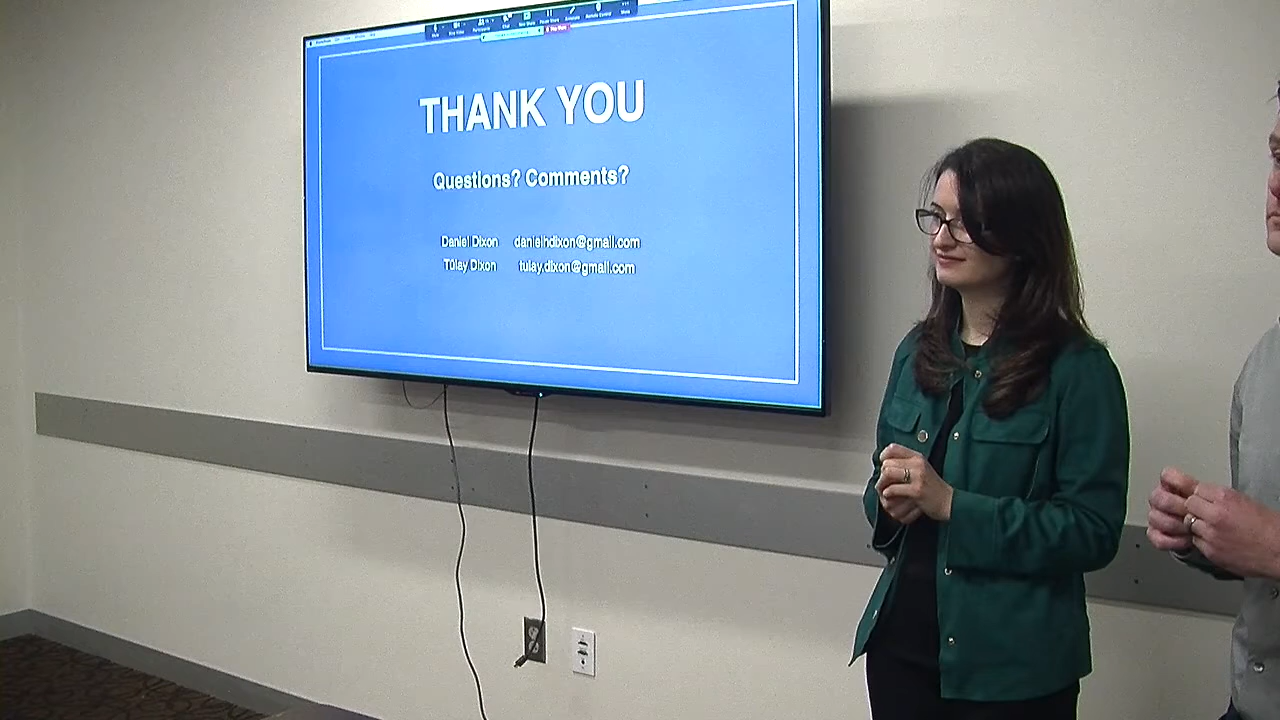 THANK YOU
Questions? Comments?
Daniel Dixon danielhdixon@gmail.com
Tülay Dixon tulay.dixon@gmail.com